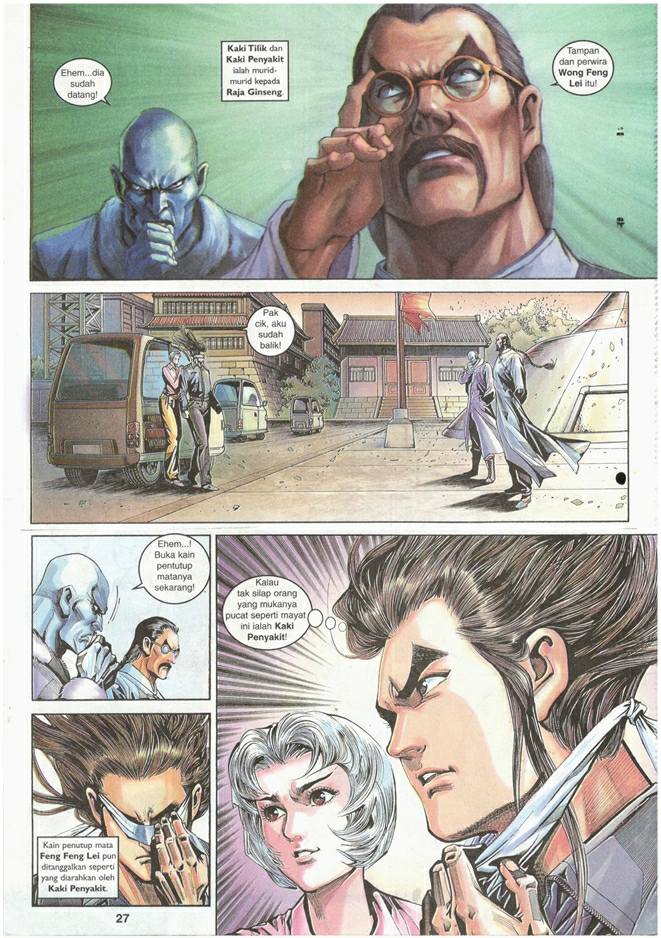 Ehem...dia
sudah
datang!
Kaki Tilik dan
Kaki Penyakit
ialah murid-
murid kepada
Raja Ginseng.
Tampan
dan perwira
Wong Feng
Lei itu!
Pak
cik, aku
sudah
balik!
Ehem...!
Buka kain
pentutup
matanya
sekarang!
Kalau
tak silap orang
yang mukanya
pucat seperti mayat
ini ialah Kaki
Penyakit!
Kain penutup mata
Feng Feng Lei pun
ditanggalkan seperti
yang diarahkan oleh
Kaki Penyakit.
27